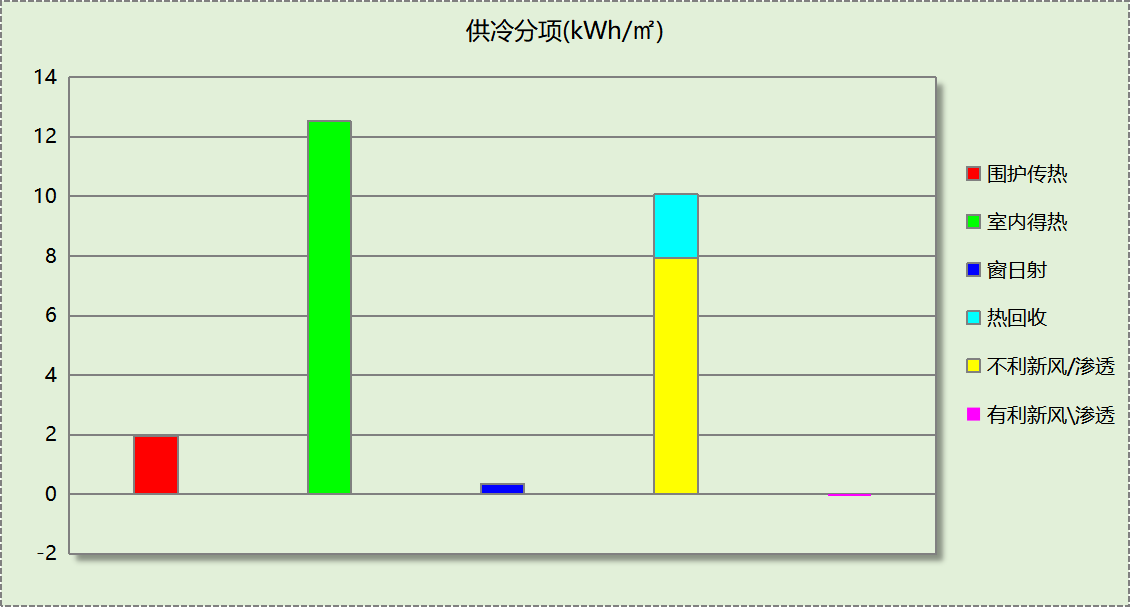 供冷分项(kWh/㎡)
14
12
10
8
6
4
2
0
-2
围护传热
室内得热
窗日射
热回收
不利新风/渗透
有利新风\渗透